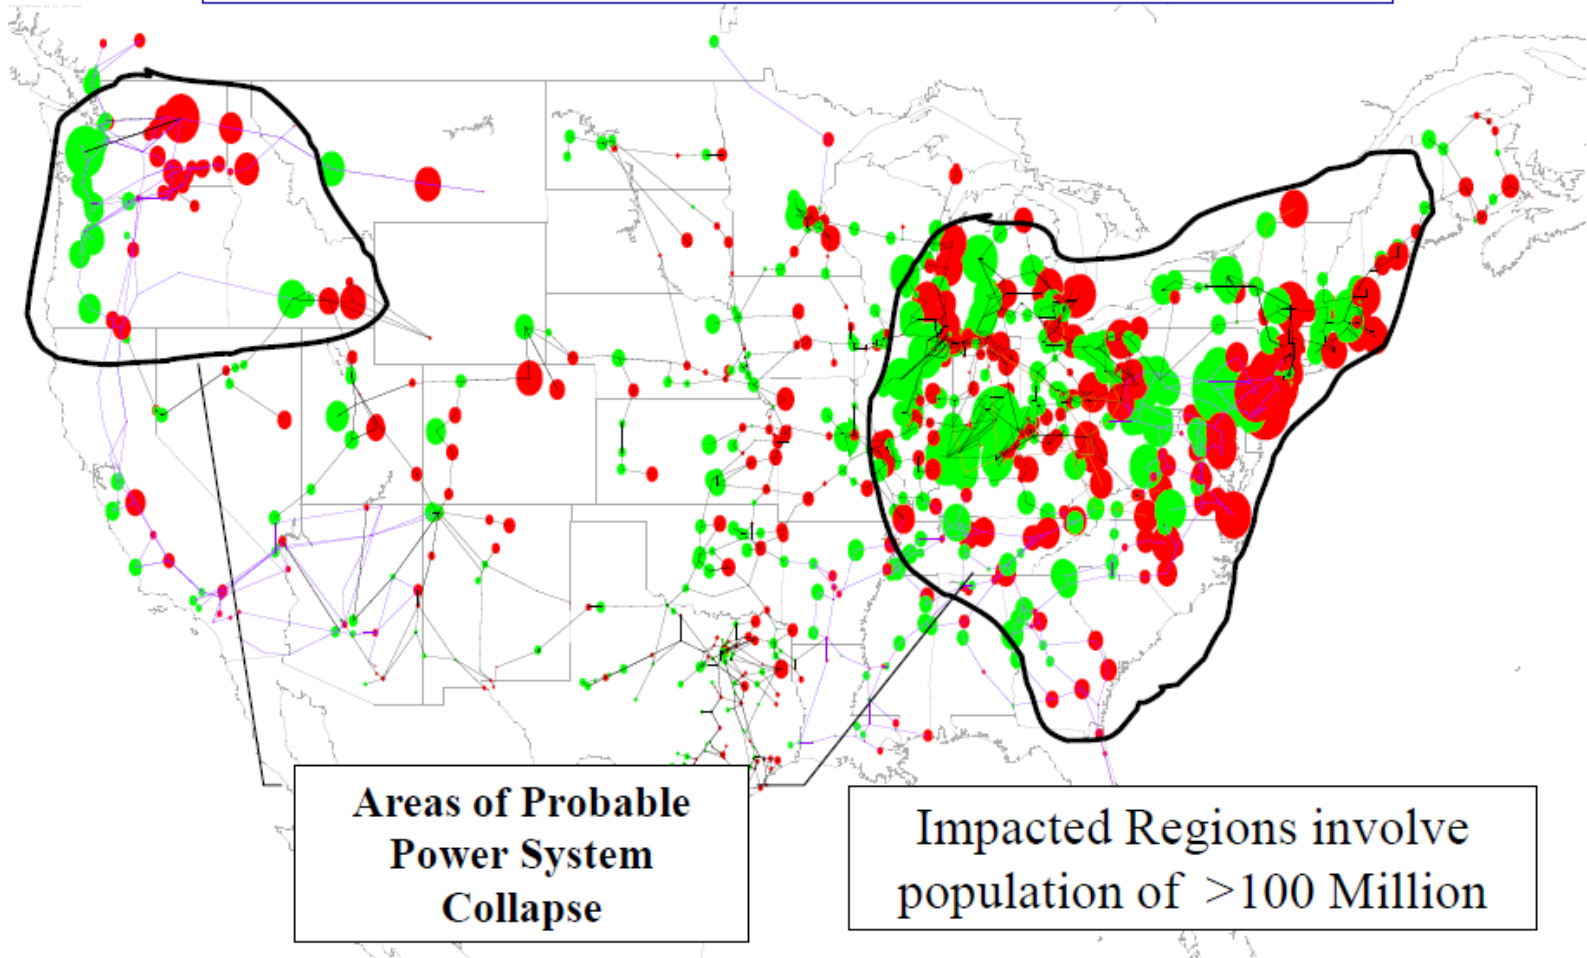 Areas of Probable
Power System
Collapse
Impacted Regions involve
population of >100 Million